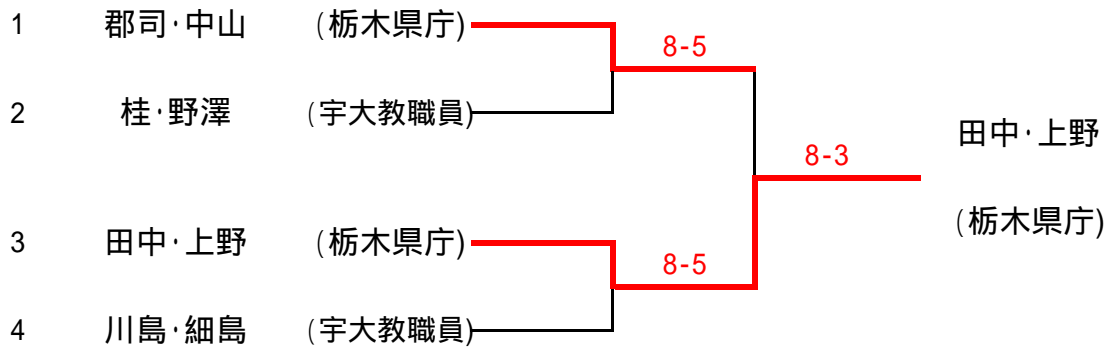 1 郡司・中山 (栃木県庁)
8-5
2 桂・野澤 (宇大教職員)
田中・上野
8-3
(栃木県庁)
3 田中・上野 (栃木県庁)
8-5
4 川島・細島 (宇大教職員)